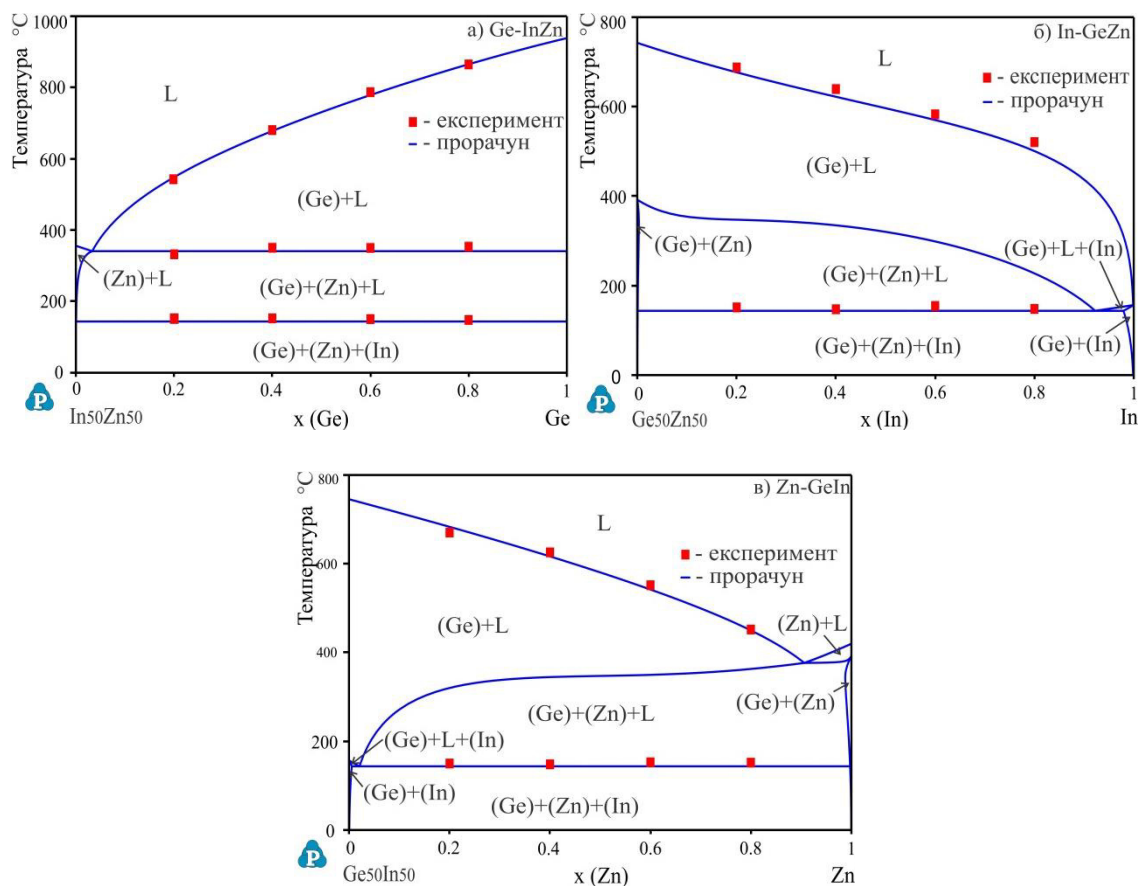 Температура °C
1000
800
600
400
200
0
а) Ge-InZn
L
- експеримент
- прорачун
(Ge)+L
(Zn)+L
(Ge)+(Zn)+L
(Ge)+(Zn)+(In)
0 0.2 0.4 0.6 0.8 1
P
In50Zn50
x (Ge)
Ge
Температура °C
800
600
400
200
0
б) In-GeZn
L
- експеримент
- прорачун
(Ge)+L
(Ge)+(Zn)
(Ge)+L+(In)
(Ge)+(Zn)+L
(Ge)+(In)
(Ge)+(Zn)+(In)
0 0.2 0.4 0.6 0.8 1
P
Ge50Zn50
x (In)
In
Температура °C
800
600
400
200
0
в) Zn-GeIn
L
- експеримент
- прорачун
(Ge)+L
(Zn)+L
(Ge)+(Zn)
(Ge)+(Zn)+L
(Ge)+L+(In)
(Ge)+(In)
(Ge)+(Zn)+(In)
0 0.2 0.4 0.6 0.8 1
P
Ge50In50
x (Zn)
Zn